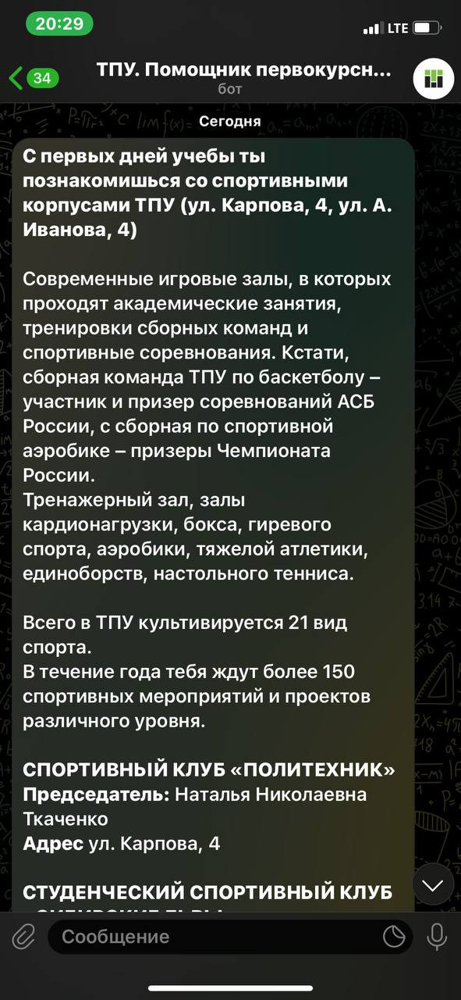 20:29
LTE
34
ТПУ. Помощник первокурсн...
бот
Сегодня
С первых дней учебы ты
познакомишься со спортивными
корпусами ТПУ (ул. Карпова, 4, ул. А.
Иванова, 4)
Современные игровые залы, в которых
проходят академические занятия,
тренировки сборных команд и
спортивные соревнования. Кстати,
сборная команда ТПУ по баскетболу –
участник и призер соревнований АСБ
России, с сборная по спортивной
аэробике – призеры Чемпионата
России.
Тренажерный зал, залы
кардионагрузки, бокса, гиревого
спорта, аэробики, тяжелой атлетики,
единоборств, настольного тенниса.
Всего в ТПУ культивируется 21 вид
спорта.
В течение года тебя ждут более 150
спортивных мероприятий и проектов
различного уровня.
СПОРТИВНЫЙ КЛУБ «ПОЛИТЕХНИК»
Председатель: Наталья Николаевна
Ткаченко
Адрес ул. Карпова, 4
СТУДЕНЧЕСКИЙ СПОРТИВНЫЙ КЛУБ
Сообщение